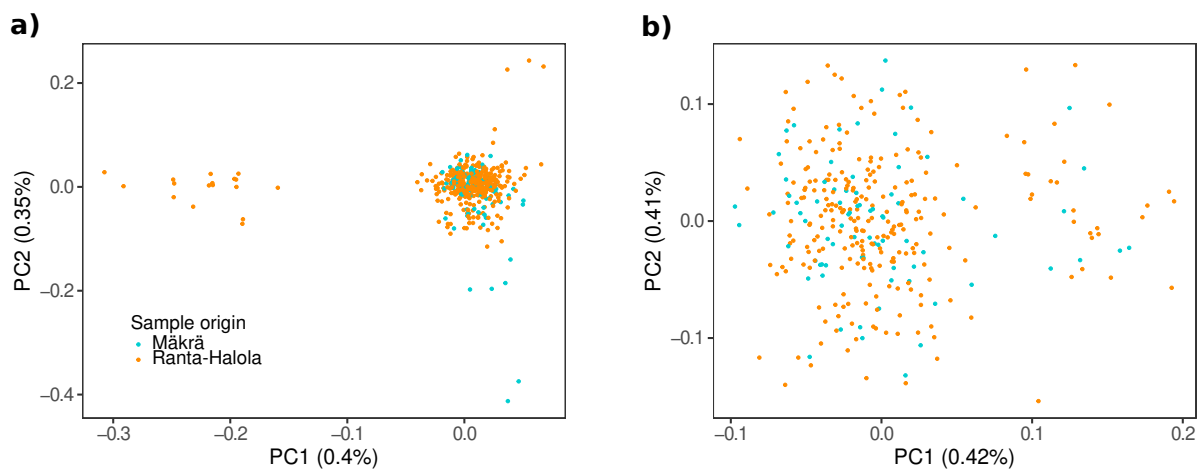 a)
PC2 (0.35%)
0.2
0.0
−0.2
−0.4
Sample origin
Mäkrä
Ranta-Halola
−0.3
−0.2
−0.1
0.0
PC1 (0.4%)
b)
PC2 (0.41%)
0.1
0.0
−0.1
−0.1
0.0
0.1
0.2
PC1 (0.42%)